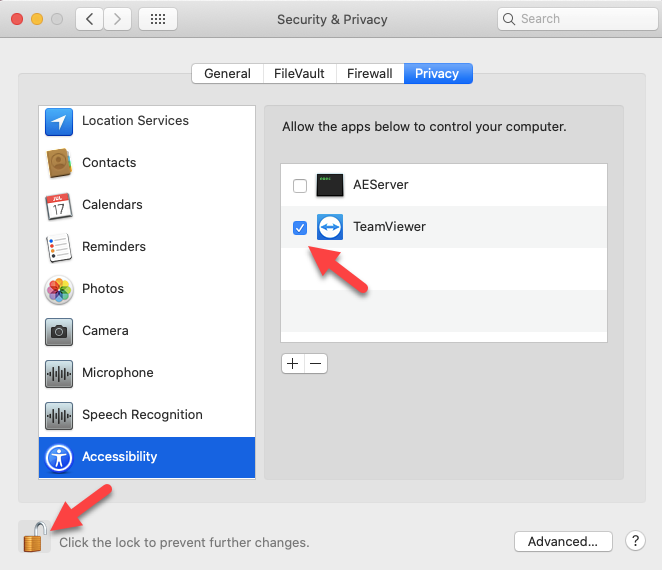 Security & Privacy
Search
General
FileVault
Firewall
Privacy
Location Services
Contacts
JUL
17
Calendars
Reminders
Photos
Camera
Microphone
Speech Recognition
Accessibility
Allow the apps below to control your computer.
AEServer
TeamViewer
+
−
Click the lock to prevent further changes.
Advanced...
?